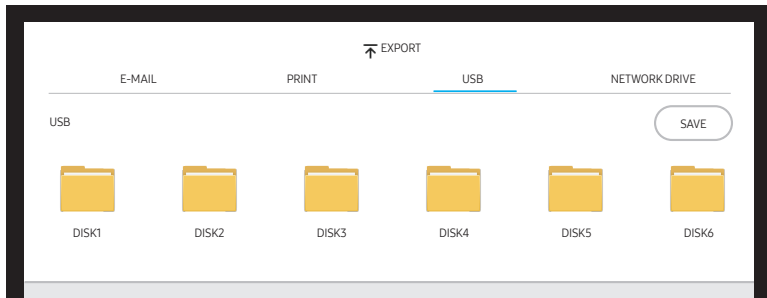 EXPORT
E-MAIL PRINT USB NETWORK DRIVE
USB SAVE
DISK1 DISK2 DISK3 DISK4 DISK5 DISK6